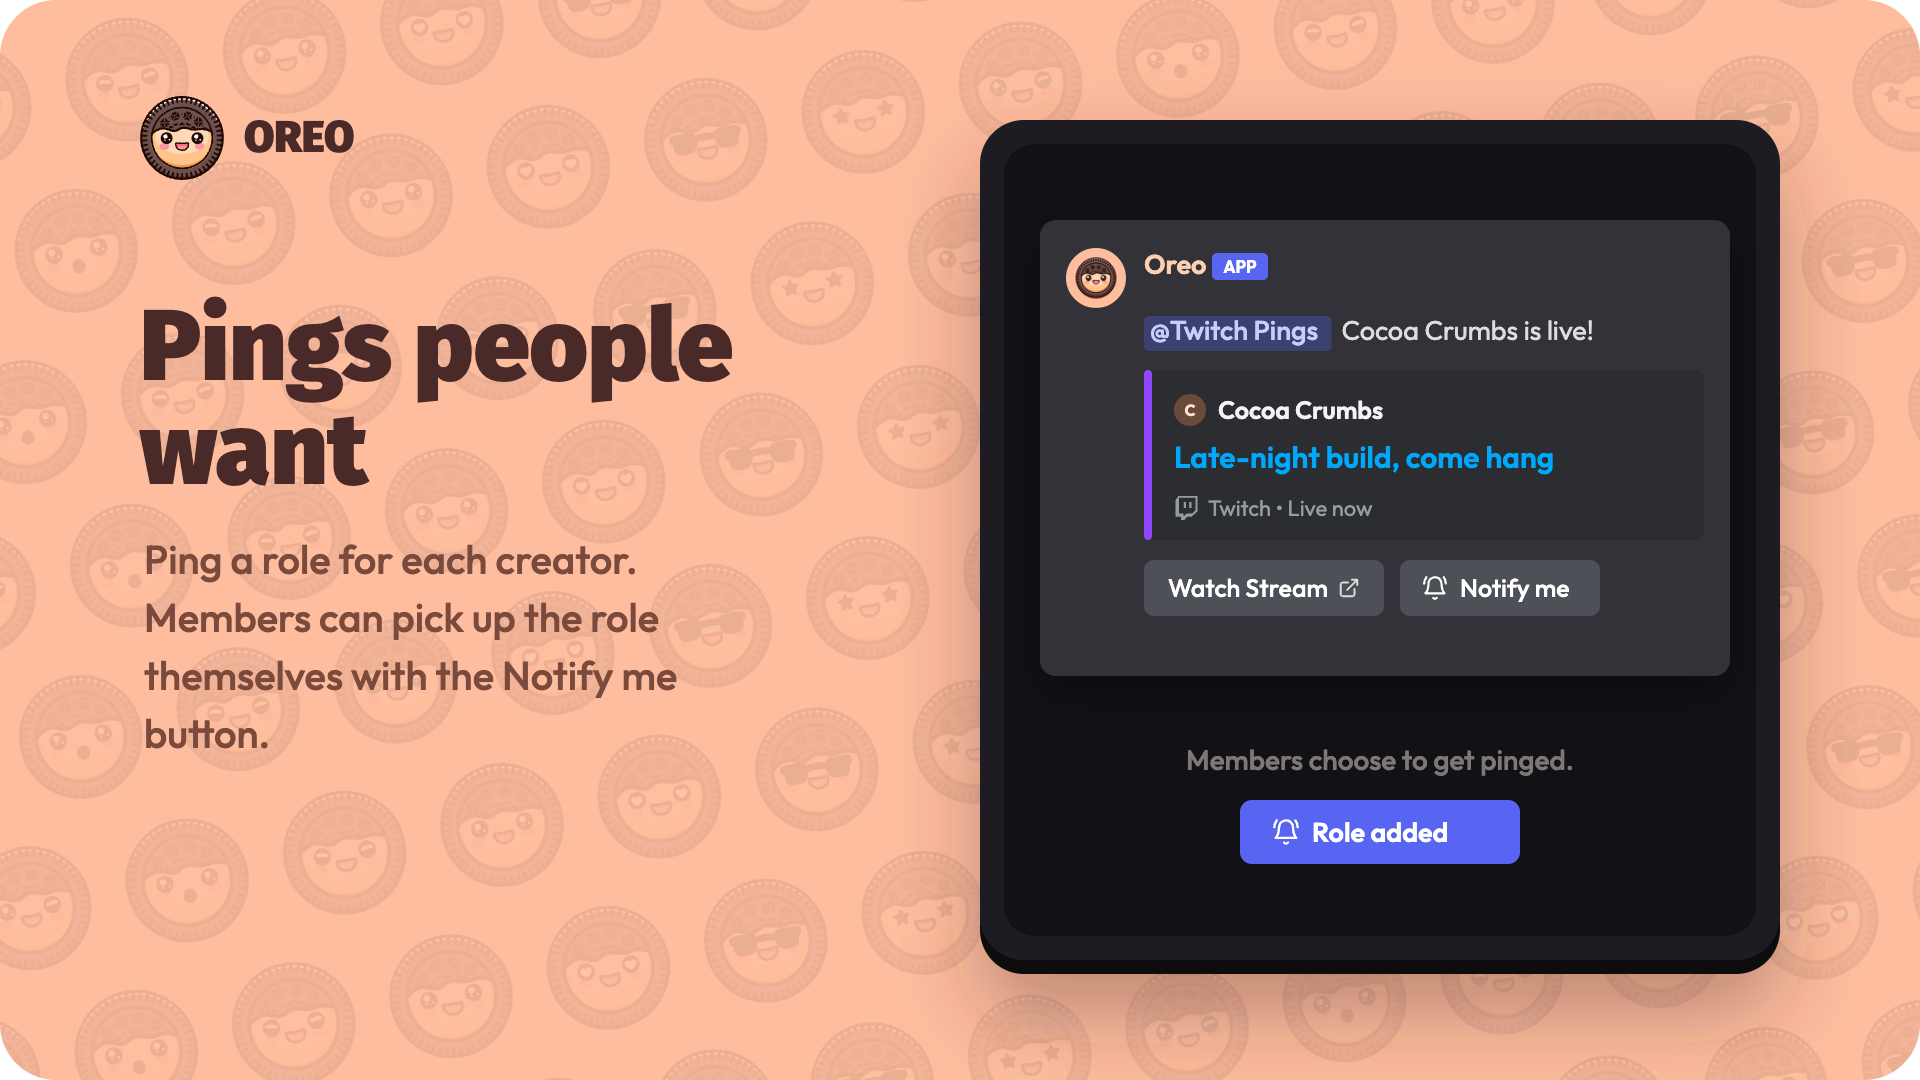 OREO
Pings people
want
Ping a role for each creator.
Members can pick up the role
themselves with the Notify me
button.
Oreo APP
@Twitch Pings Cocoa Crumbs is live!
C Cocoa Crumbs
Late-night build, come hang
Twitch • Live now
Watch Stream Notify me
Members choose to get pinged.
Role added